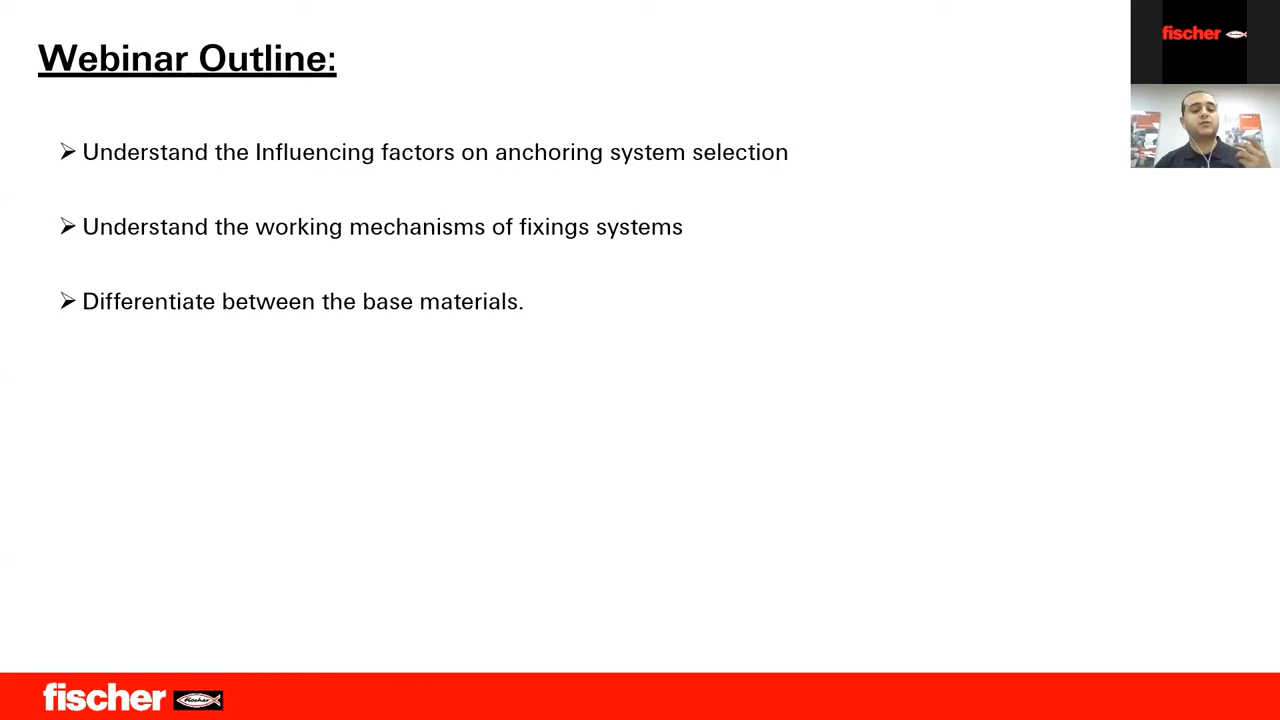 Webinar Outline:
fischer
➢ Understand the Influencing factors on anchoring system selection
➢ Understand the working mechanisms of fixings systems
➢ Differentiate between the base materials.
fischer